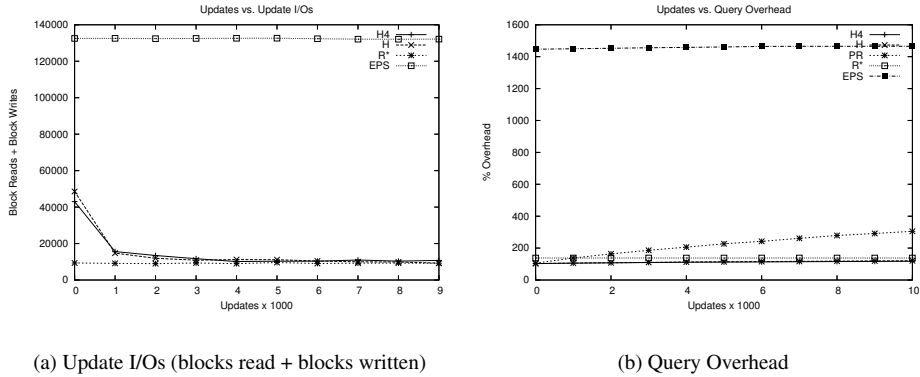 Updates vs. Update I/Os
140000
120000
100000
80000
60000
40000
20000
0
Block Reads + Block Writes
H4
H
R*
EPS
0 1 2 3 4 5 6 7 8 9
Updates x 1000
(a) Update I/Os (blocks read + blocks written)
Updates vs. Query Overhead
1600
1400
1200
1000
800
600
400
200
0
% Overhead
H4
H
PR
R*
EPS
0 2 4 6 8 10
Updates x 1000
(b) Query Overhead